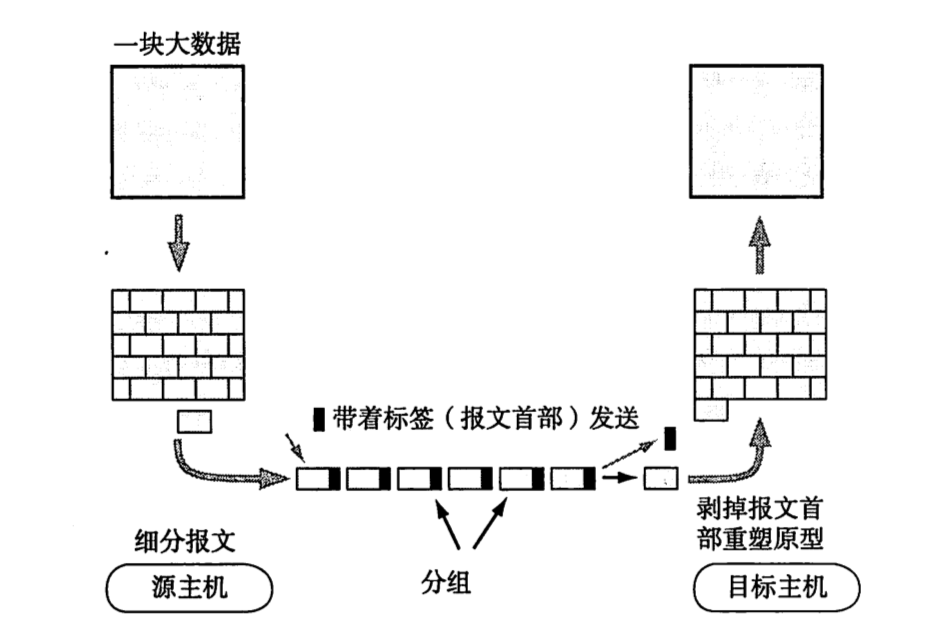 一块大数据
带着标签（报文首部）发送
细分报文
源主机
分组
剥掉报文首
部重塑原型
目标主机